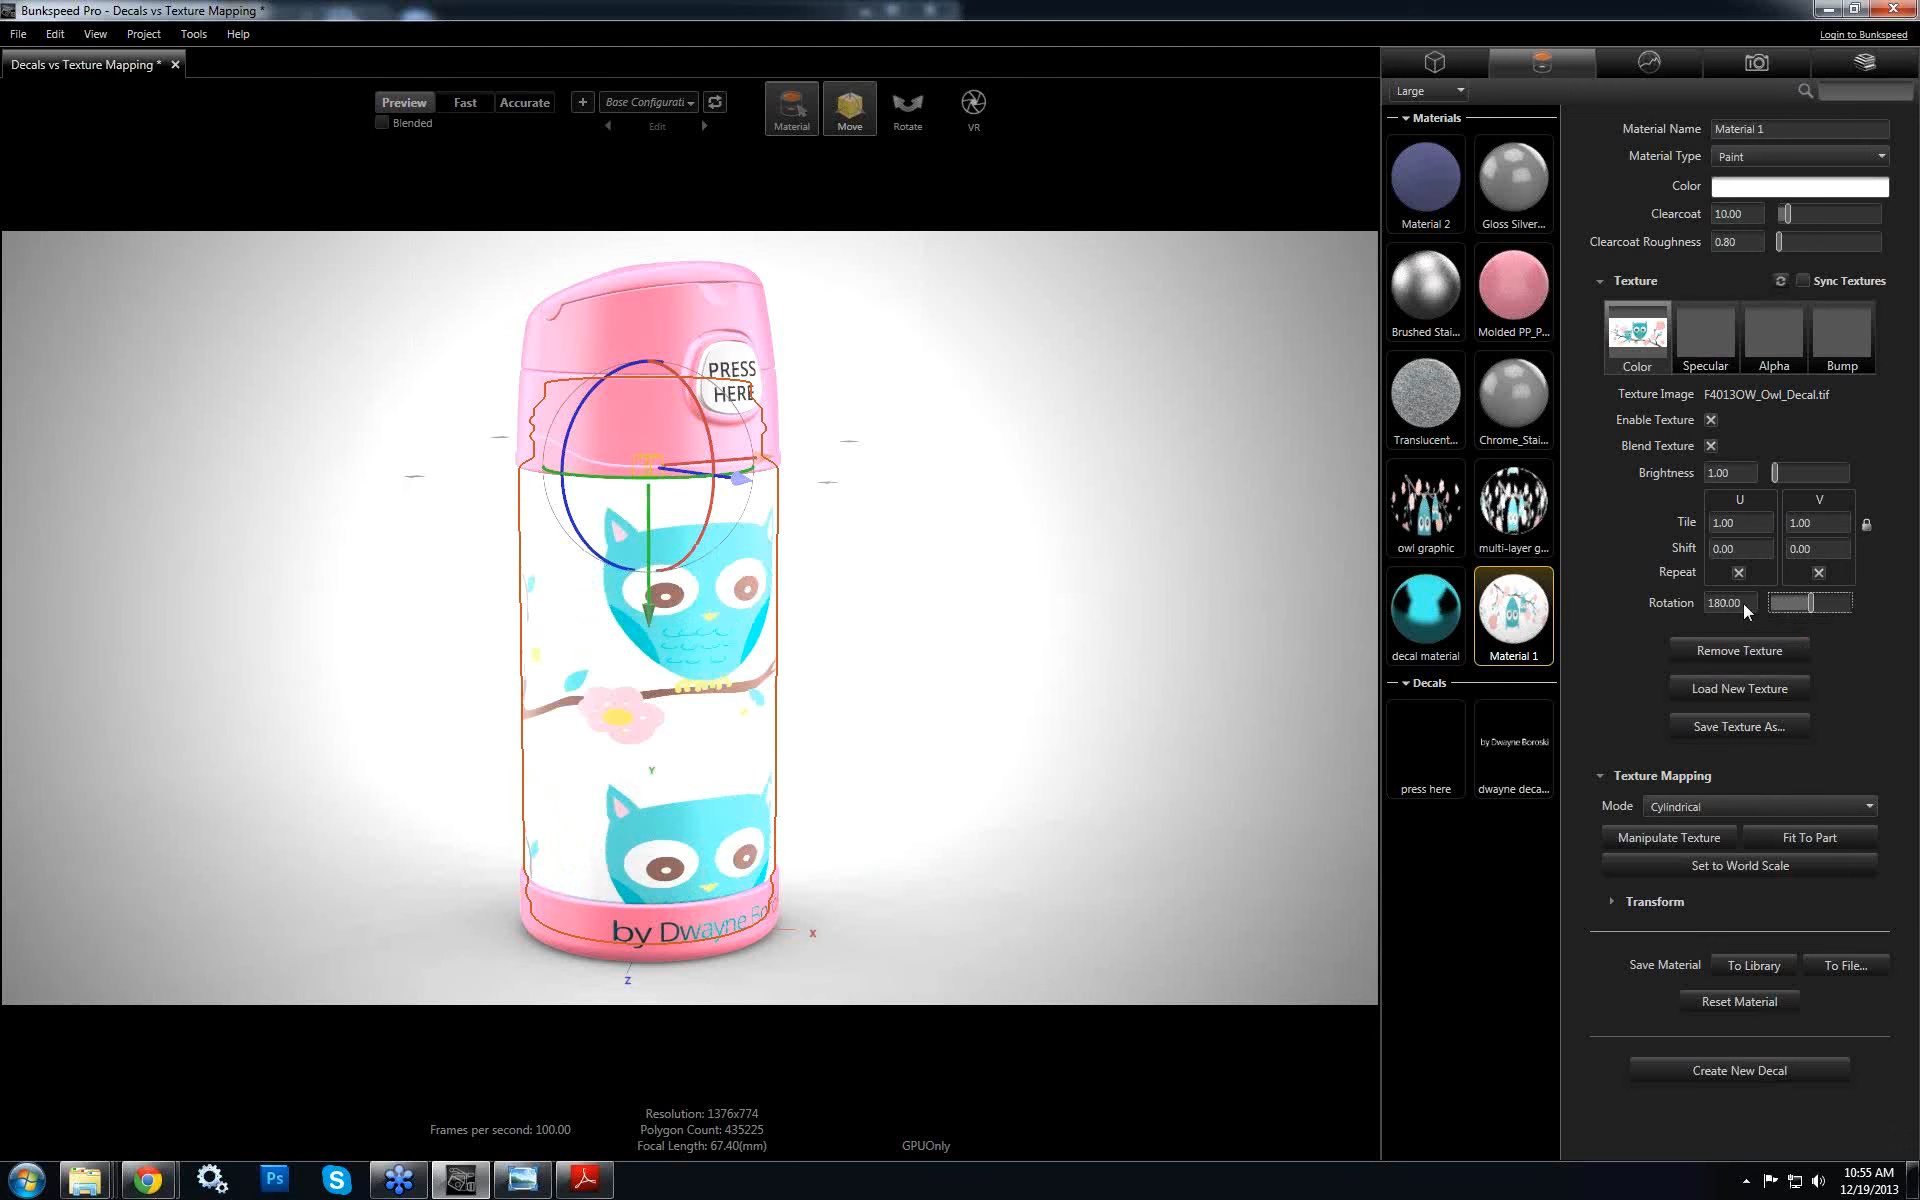 Bunkspeed Pro - Decals vs Texture Mapping *
File Edit View Project Tools Help
Login to Bunkspeed
Decals vs Texture Mapping *
Preview Fast Accurate
Blended
Base Configurati
Edit
Material Move Rotate VR
Large
Materials
Material 2 Gloss Silver...
Brushed Stai... Molded PP_P...
Translucent... Chrome_Stai...
owl graphic multi-layer g...
decal material Material 1
Decals
by Dwayne Boroski
press here dwayne deca...
Material Name Material 1
Material Type Paint
Color
Clearcoat 10.00
Clearcoat Roughness 0.80
Texture Sync Textures
Color Specular Alpha Bump
Texture Image F4013OW_Owl_Decal.tif
Enable Texture
Blend Texture
Brightness 1.00
U V
Tile 1.00 1.00
Shift 0.00 0.00
Repeat
Rotation 180.00
Remove Texture
Load New Texture
Save Texture As...
Texture Mapping
Mode Cylindrical
Manipulate Texture Fit To Part
Set to World Scale
Transform
Save Material To Library To File...
Reset Material
Create New Decal
PRESS
HERE
Y
by Dwayne
X
Z
Resolution: 1376x774
Frames per second: 100.00
Polygon Count: 435225
Focal Length: 67.40(mm)
GPUOnly
Ps
10:55 AM
12/19/2013